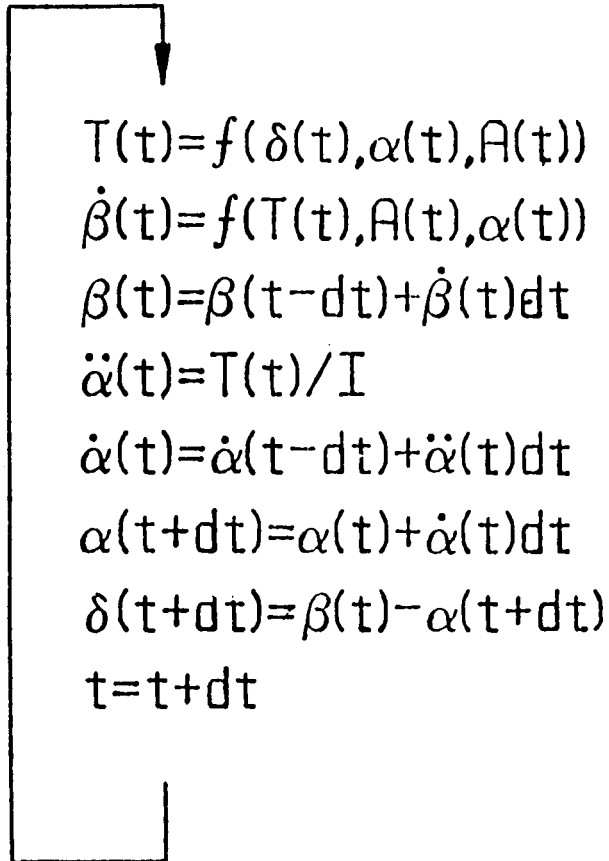 T(t)=f(δ(t),α(t),A(t))
β̇(t)=f(T(t),A(t),α(t))
β(t)=β(t-dt)+β̇(t)dt
α̈(t)=T(t)/I
α̇(t)=α̇(t-dt)+α̈(t)dt
α(t+dt)=α(t)+α̇(t)dt
δ(t+dt)=β(t)-α(t+dt)
t=t+dt